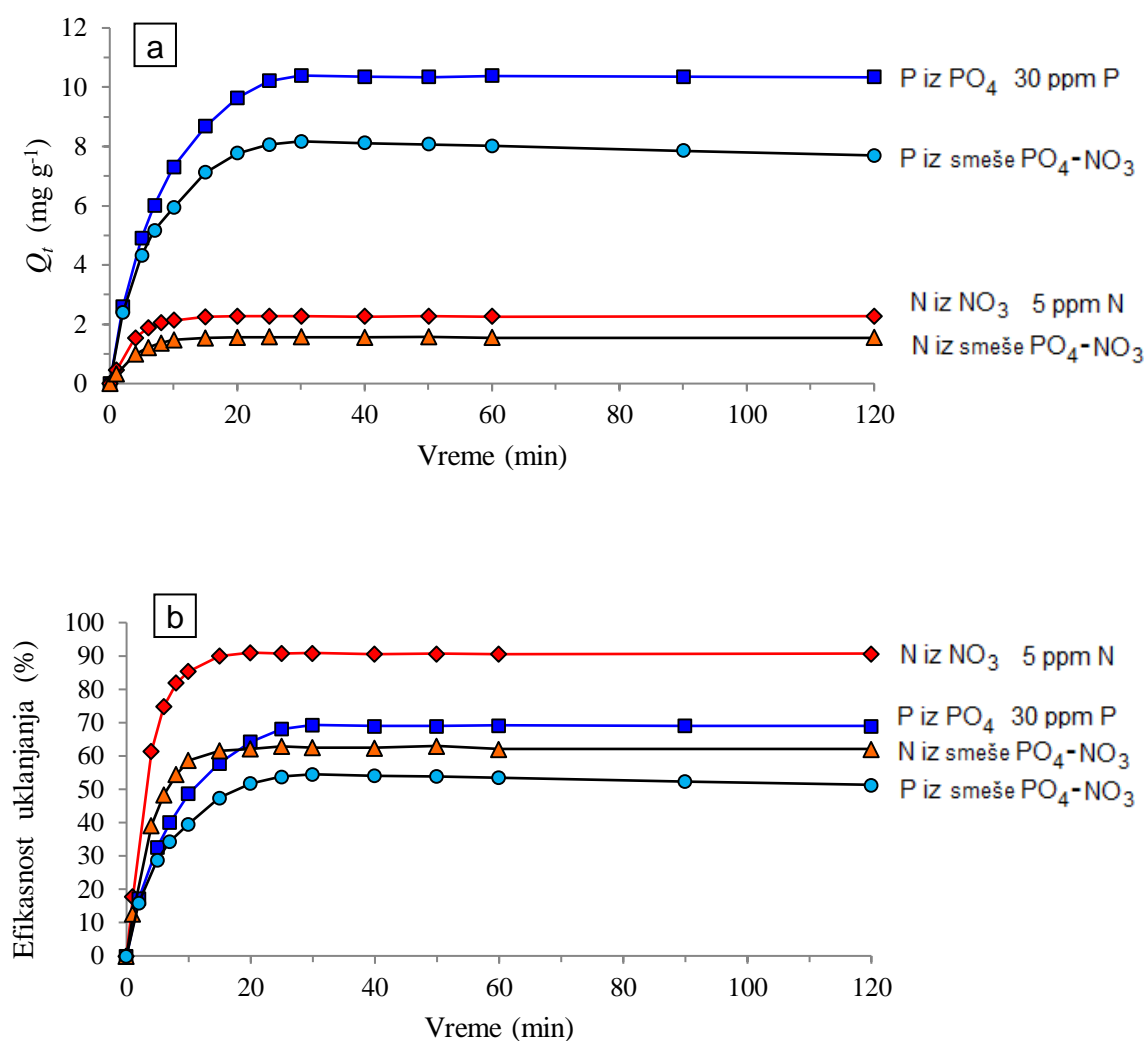 a
12
10
8
6
4
2
0
Q_t (mg g⁻¹)
0 20 40 60 80 100 120
Vreme (min)
P iz PO₄ 30 ppm P
P iz smeše PO₄-NO₃
N iz NO₃ 5 ppm N
N iz smeše PO₄-NO₃
b
100
90
80
70
60
50
40
30
20
10
0
Efikasnost uklanjanja (%)
0 20 40 60 80 100 120
Vreme (min)
N iz NO₃ 5 ppm N
P iz PO₄ 30 ppm P
N iz smeše PO₄-NO₃
P iz smeše PO₄-NO₃